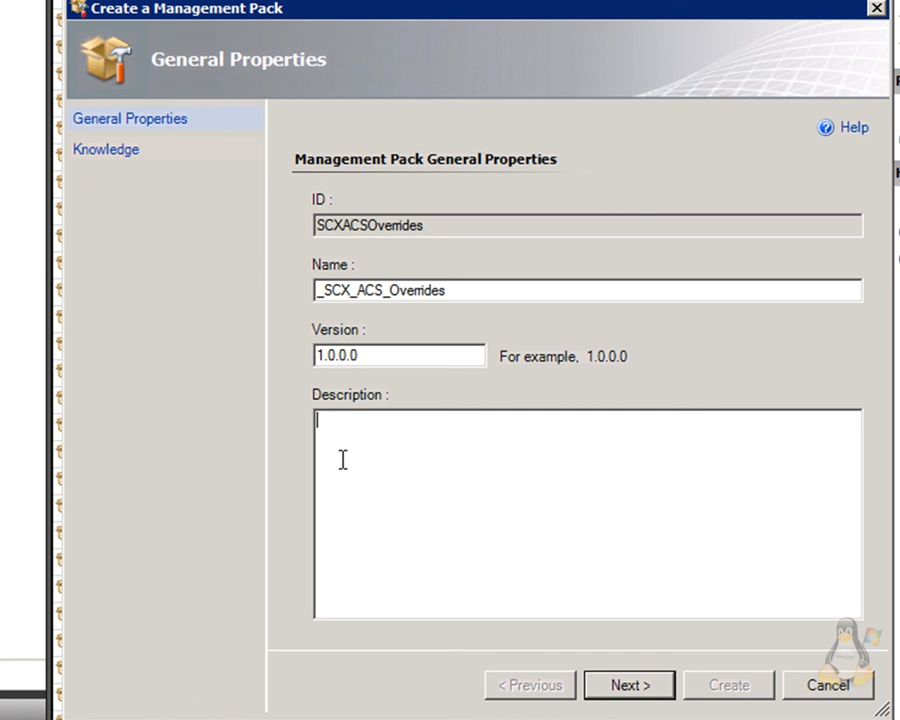 Create a Management Pack
General Properties
General Properties
Knowledge
Help
Management Pack General Properties
ID :
SCXACSOverrides
Name :
_SCX_ACS_Overrides
Version :
1.0.0.0
For example, 1.0.0.0
Description :
< Previous
Next >
Create
Cancel